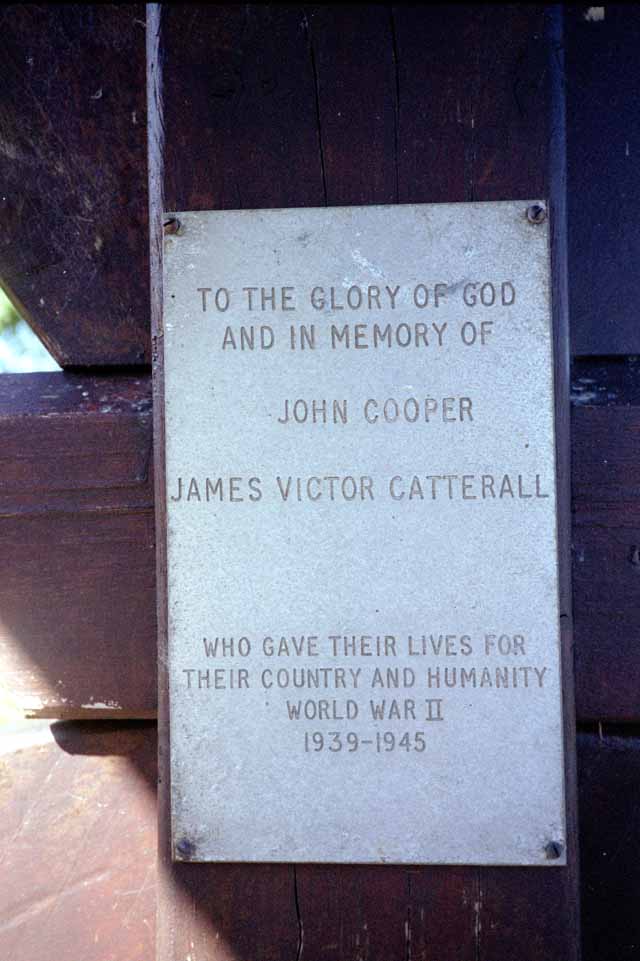 TO THE GLORY OF GOD
AND IN MEMORY OF
JOHN COOPER
JAMES VICTOR CATTERALL
WHO GAVE THEIR LIVES FOR
THEIR COUNTRY AND HUMANITY
WORLD WAR II
1939-1945